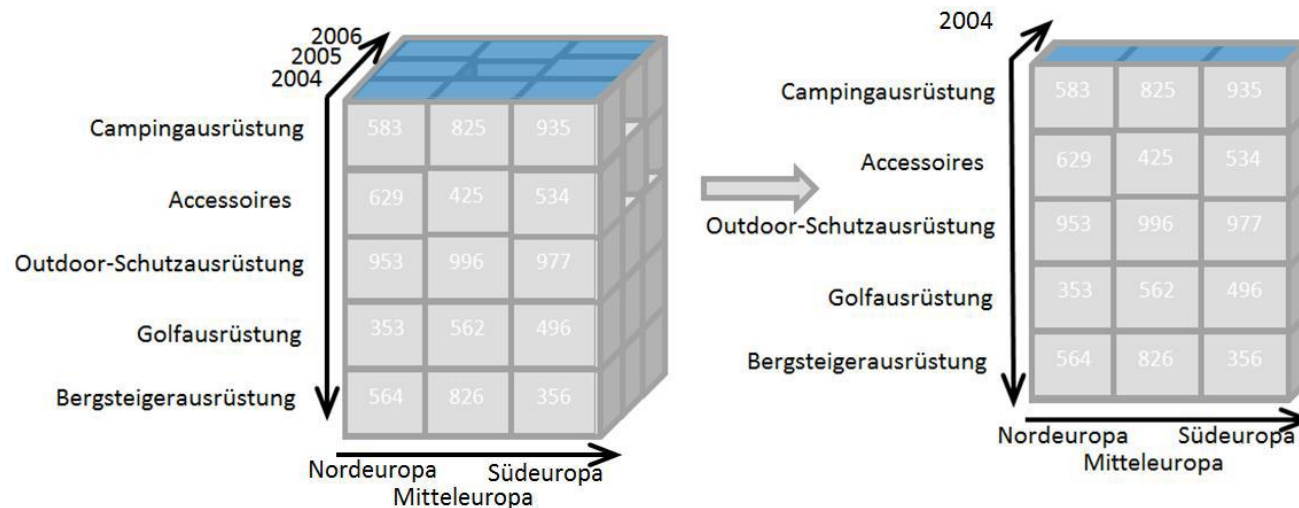 2006
2005
2004
Campingausrüstung
583 825 935
Accessoires
629 425 534
Outdoor-Schutzausrüstung
953 996 977
Golfausrüstung
353 562 496
Bergsteigerausrüstung
564 826 356
Nordeuropa Südeuropa
Mitteleuropa
2004
Campingausrüstung
583 825 935
Accessoires
629 425 534
Outdoor-Schutzausrüstung
953 996 977
Golfausrüstung
353 562 496
Bergsteigerausrüstung
564 826 356
Nordeuropa Südeuropa
Mitteleuropa